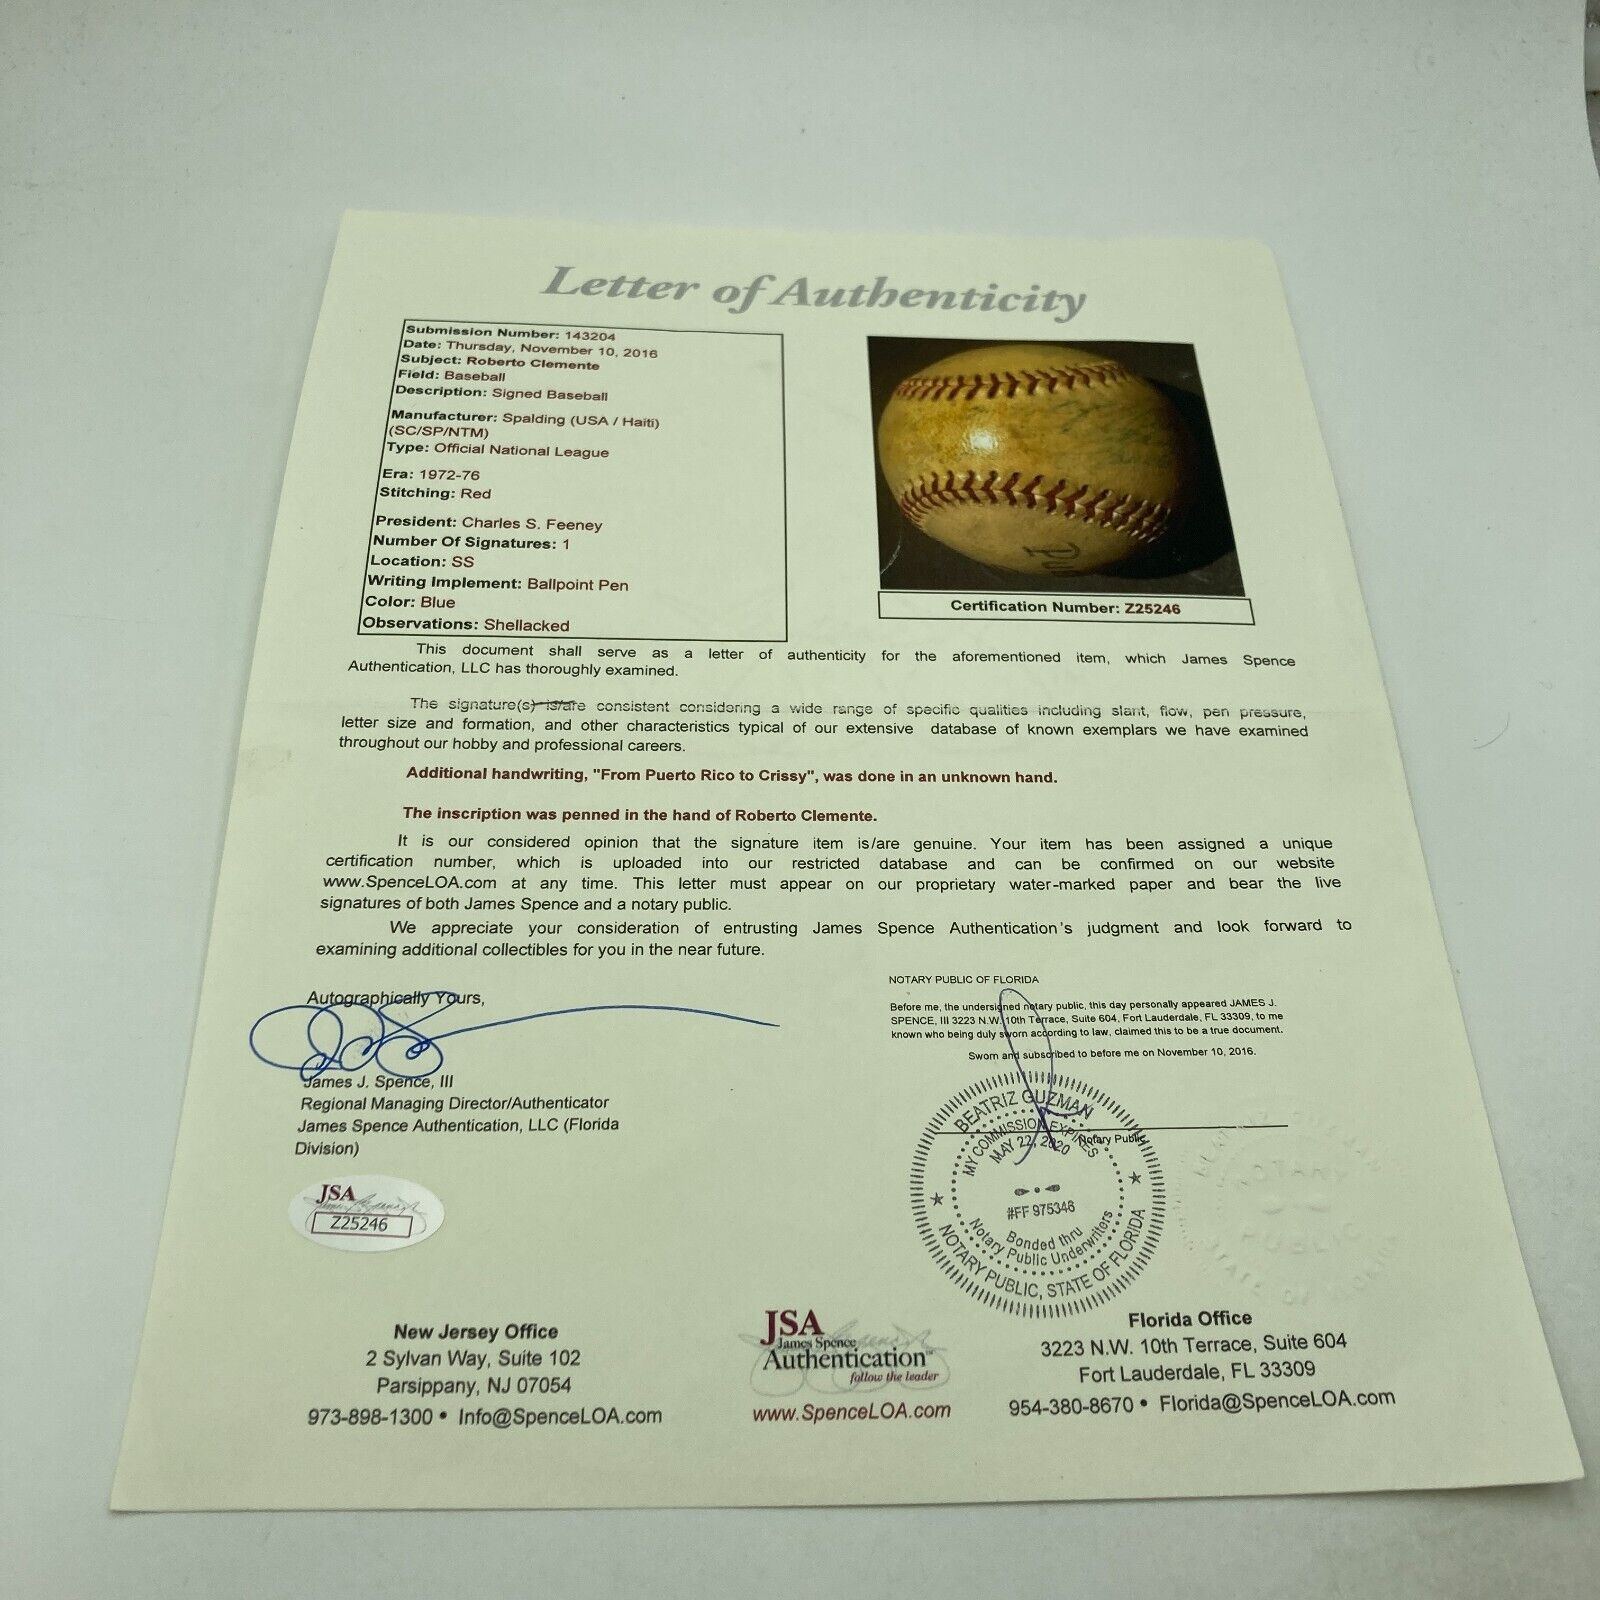 Letter of Authenticity
Submission Number: 143204
Date: Thursday, November 10, 2016
Subject: Roberto Clemente
Field: Baseball
Description: Signed Baseball
Manufacturer: Spalding (USA / Haiti)
(SC/SP/NTM)
Type: Official National League
Era: 1972-76
Stitching: Red
President: Charles S. Feeney
Number Of Signatures: 1
Location: SS
Writing Implement: Ballpoint Pen
Color: Blue
Observations: Shellacked
Certification Number: Z25246
This document shall serve as a letter of authenticity for the aforementioned item, which James Spence
Authentication, LLC has thoroughly examined.
The signature(s) is/are consistent considering a wide range of specific qualities including slant, flow, pen pressure,
letter size and formation, and other characteristics typical of our extensive database of known exemplars we have examined
throughout our hobby and professional careers.
Additional handwriting, "From Puerto Rico to Crissy", was done in an unknown hand.
The inscription was penned in the hand of Roberto Clemente.
It is our considered opinion that the signature item is/are genuine. Your item has been assigned a unique
certification number, which is uploaded into our restricted database and can be confirmed on our website
www.SpenceLOA.com at any time. This letter must appear on our proprietary water-marked paper and bear the live
signatures of both James Spence and a notary public.
We appreciate your consideration of entrusting James Spence Authentication's judgment and look forward to
examining additional collectibles for you in the near future.
Autographically Yours,
James J. Spence, III
Regional Managing Director/Authenticator
James Spence Authentication, LLC (Florida
Division)
NOTARY PUBLIC OF FLORIDA
Before me, the undersigned notary public, this day personally appeared JAMES J.
SPENCE, III 3223 N.W. 10th Terrace, Suite 604, Fort Lauderdale, FL 33309, to me
known who being duly sworn according to law, claimed this to be a true document.
Sworn and subscribed to before me on November 10, 2016.
Notary Public
BEATRIZ GUZMAN
MY COMMISSION EXPIRES
MAY 22, 2020
#FF 975346
Bonded thru
Notary Public Underwriters
NOTARY PUBLIC, STATE OF FLORIDA
JSA
Z25246
New Jersey Office
2 Sylvan Way, Suite 102
Parsippany, NJ 07054
973-898-1300 • Info@SpenceLOA.com
JSA
James Spence
Authentication™
follow the leader
www.SpenceLOA.com
Florida Office
3223 N.W. 10th Terrace, Suite 604
Fort Lauderdale, FL 33309
954-380-8670 • Florida@SpenceLOA.com